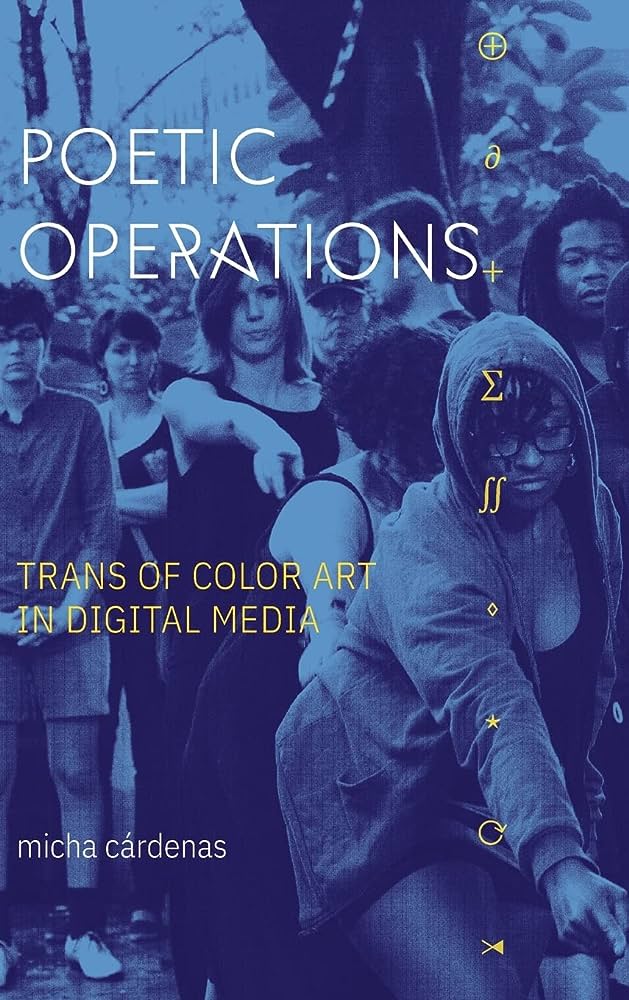 POETIC
OPERATIONS
⊕
∂
+
Σ
∫∫
⋄
⋆
⟳
⧖
TRANS OF COLOR ART
IN DIGITAL MEDIA
micha cárdenas